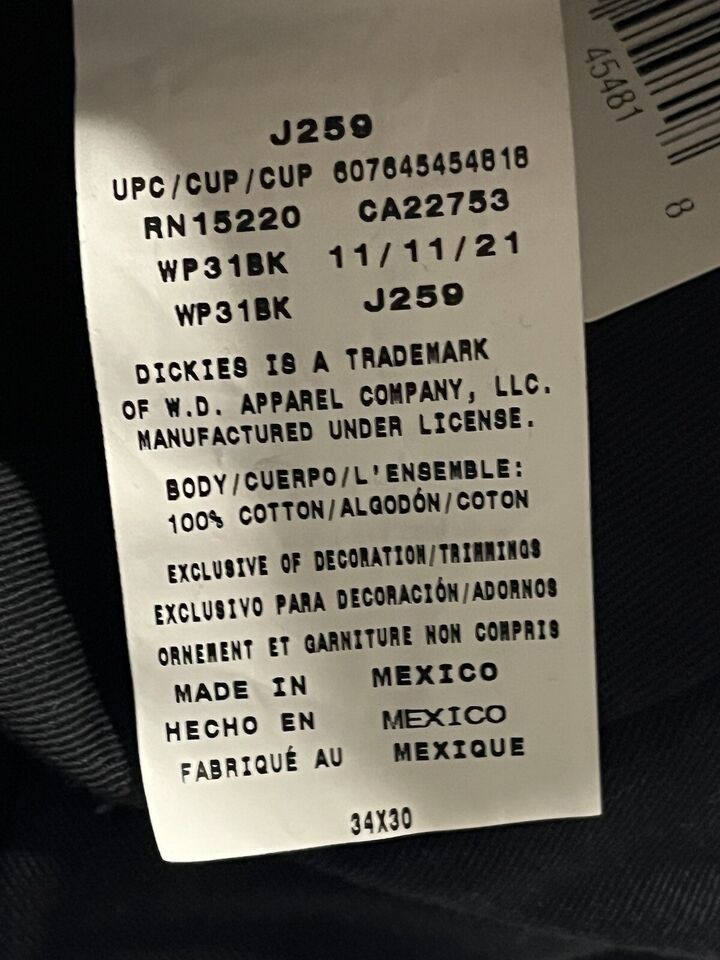 J259
UPC/CUP/CUP 607645454818
RN15220 CA22753
WP31BK 11/11/21
WP31BK J259
DICKIES IS A TRADEMARK
OF W.D. APPAREL COMPANY, LLC.
MANUFACTURED UNDER LICENSE.
BODY/CUERPO/L'ENSEMBLE:
100% COTTON/ALGODÓN/COTON
EXCLUSIVE OF DECORATION/TRIMMINGS
EXCLUSIVO PARA DECORACIÓN/ADORNOS
ORNEMENT ET GARNITURE NON COMPRIS
MADE IN MEXICO
HECHO EN MEXICO
FABRIQUÉ AU MEXIQUE
34X30
45481
8